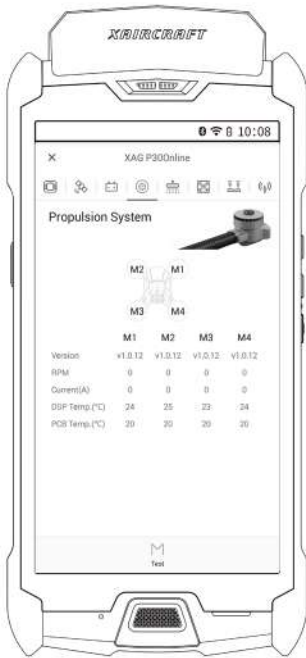 XAIRCRAFT
10:08
XAG P30Online
Propulsion System
M2 M1
M3 M4
M1 M2 M3 M4
Version v1.0.12 v1.0.12 v1.0.12 v1.0.12
RPM 0 0 0 0
Current(A) 0 0 0 0
DSP Temp.(°C) 24 25 23 24
PCB Temp.(°C) 20 20 20 20
Test